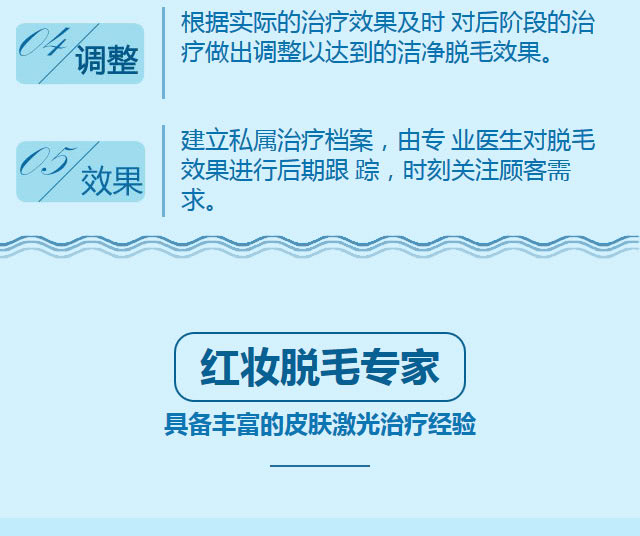 04
调整
根据实际的治疗效果及时 对后阶段的治
疗做出调整以达到的洁净脱毛效果。
05
效果
建立私属治疗档案，由专 业医生对脱毛
效果进行后期跟 踪，时刻关注顾客需
求。
红妆脱毛专家
具备丰富的皮肤激光治疗经验